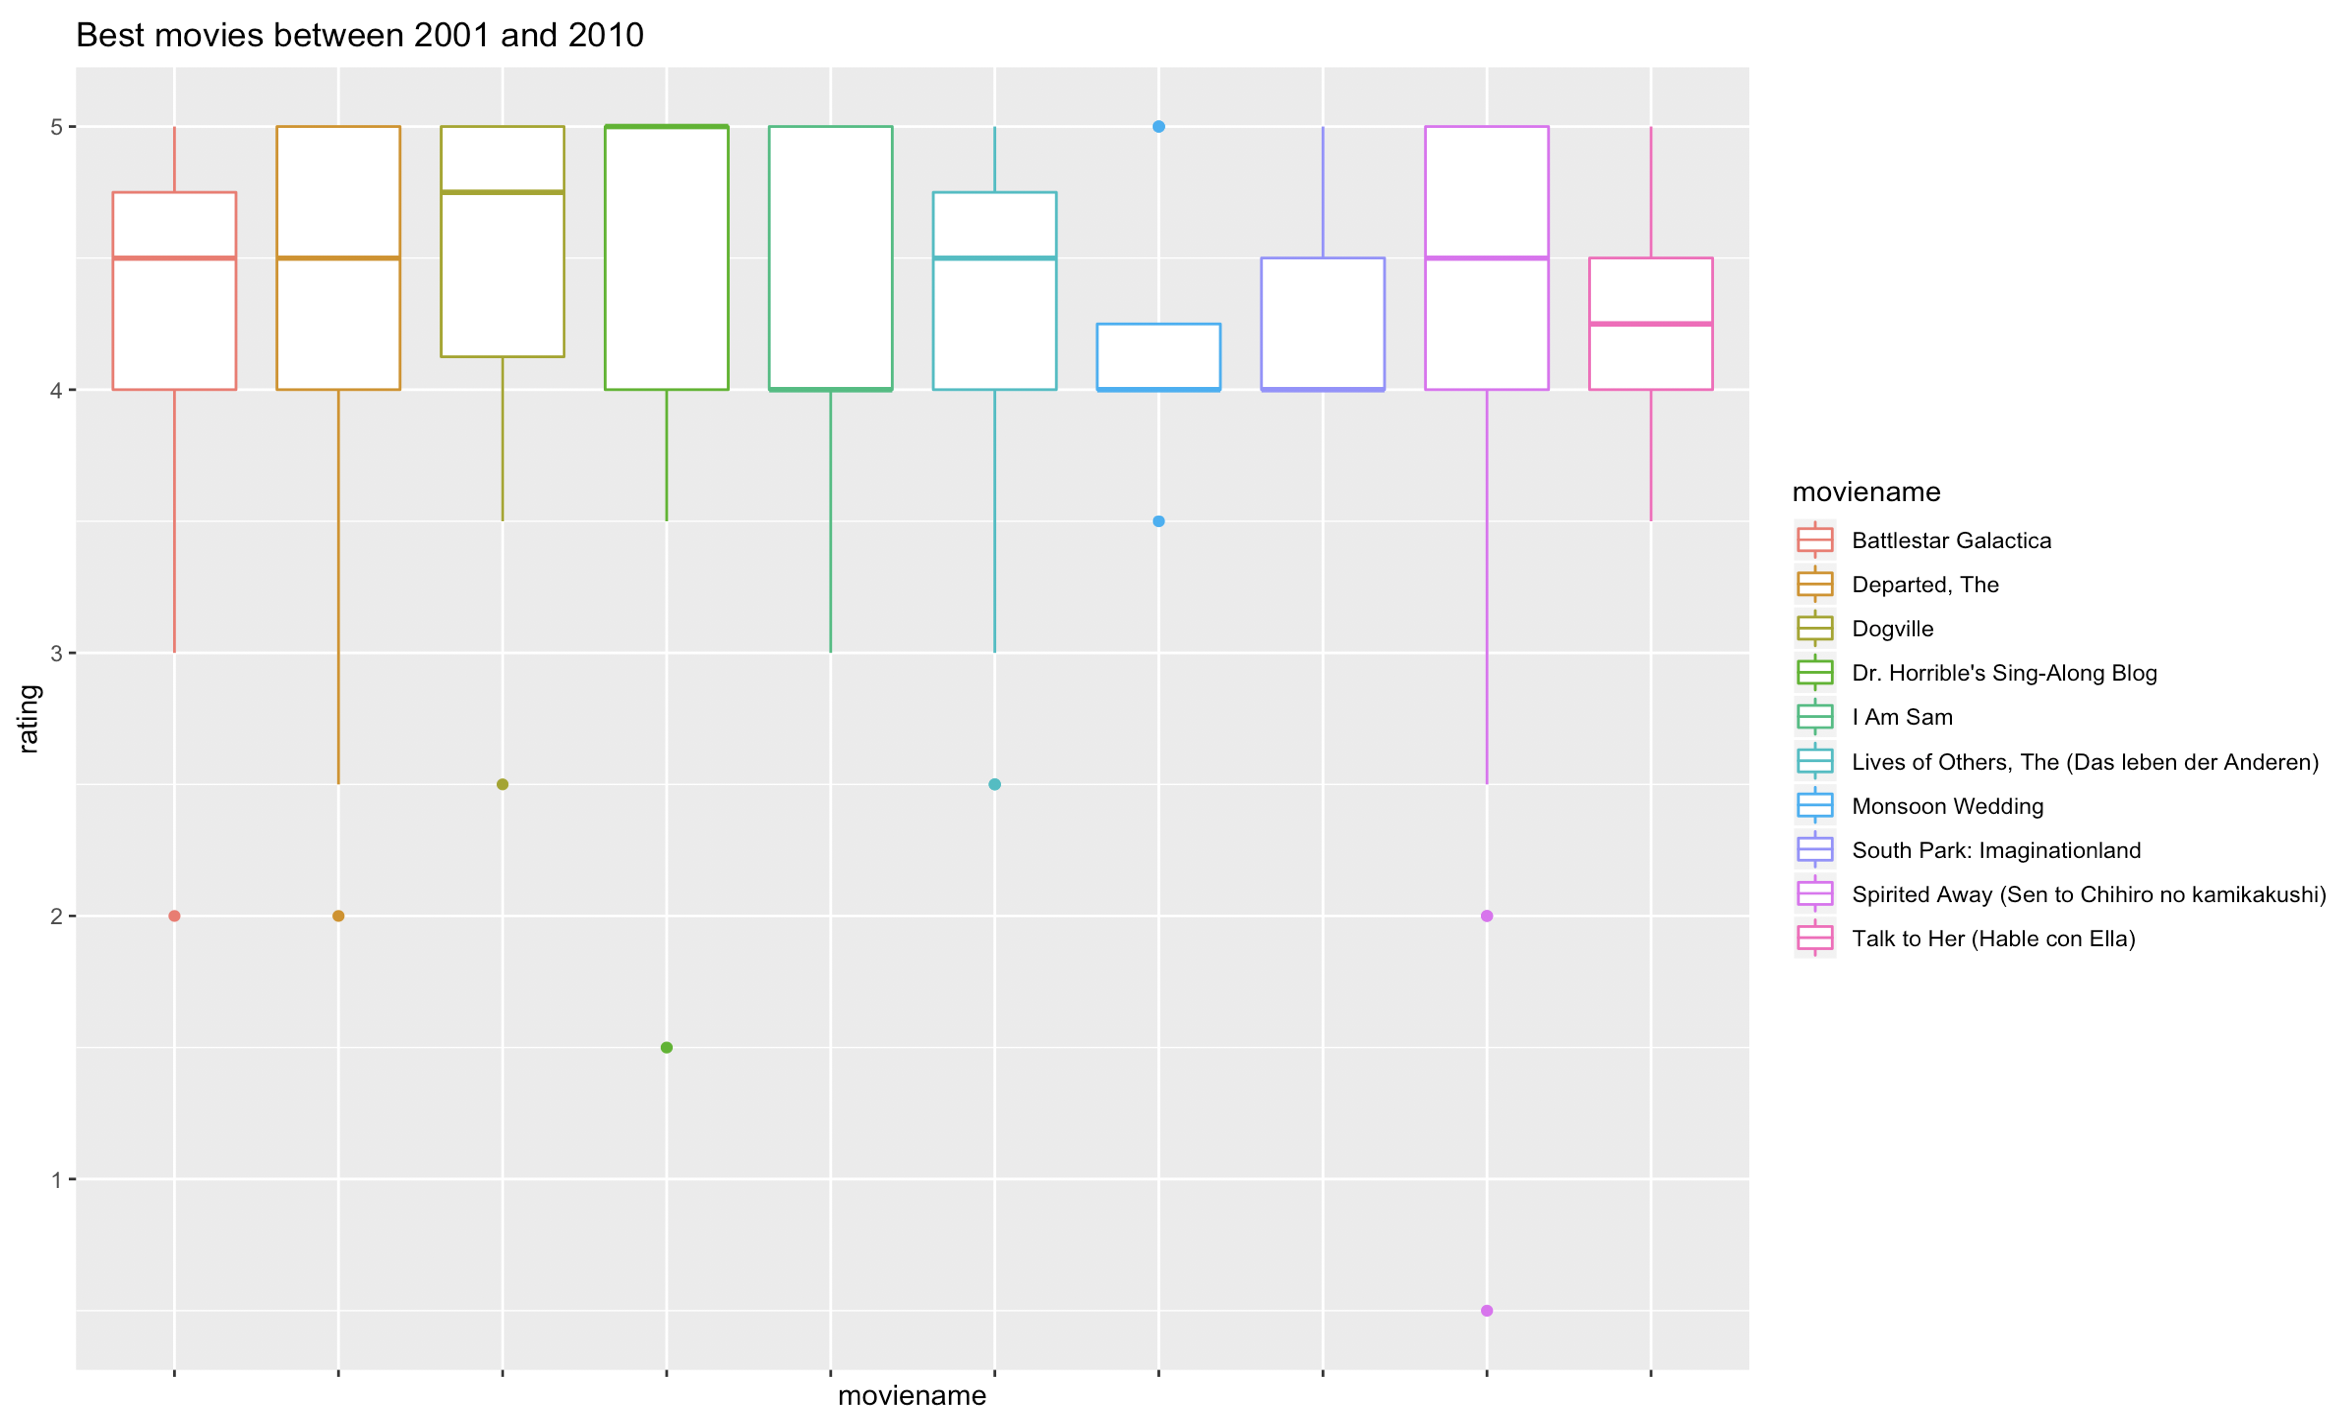 Best movies between 2001 and 2010
5
4
3
2
1
rating
moviename
moviename
Battlestar Galactica
Departed, The
Dogville
Dr. Horrible's Sing-Along Blog
I Am Sam
Lives of Others, The (Das leben der Anderen)
Monsoon Wedding
South Park: Imaginationland
Spirited Away (Sen to Chihiro no kamikakushi)
Talk to Her (Hable con Ella)